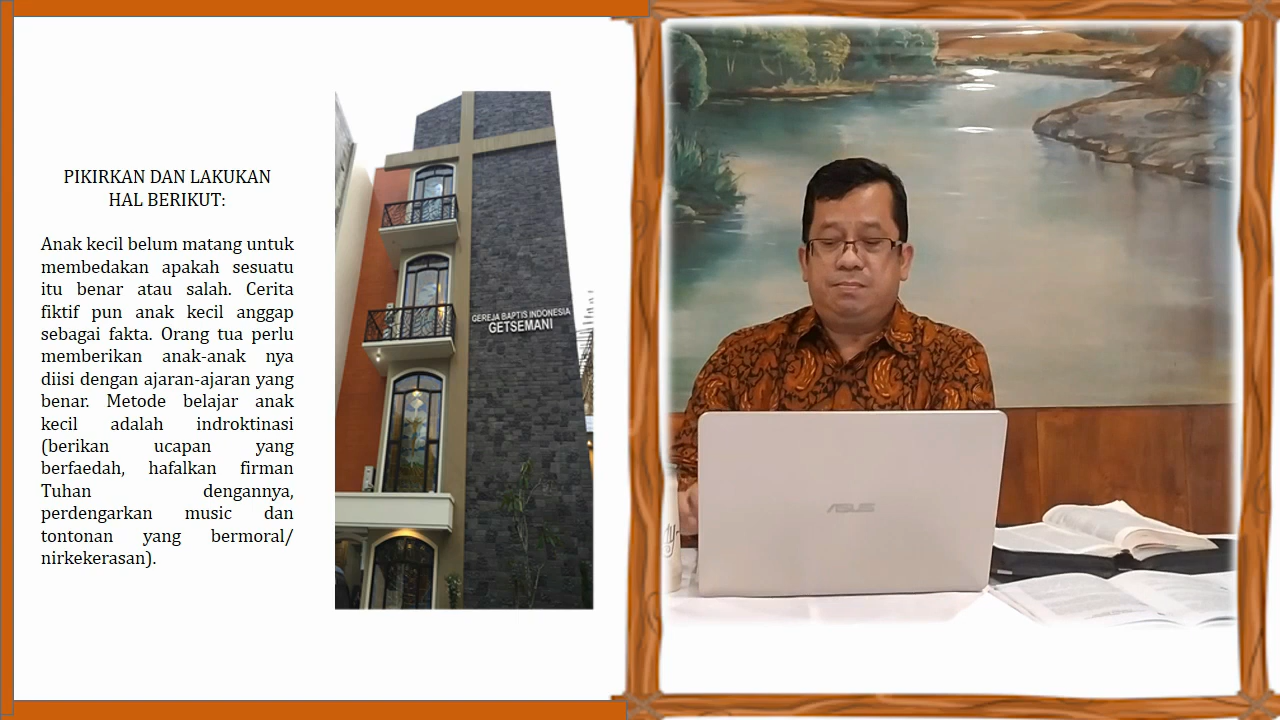 PIKIRKAN DAN LAKUKAN
HAL BERIKUT:
Anak kecil belum matang untuk
membedakan apakah sesuatu
itu benar atau salah. Cerita
fiktif pun anak kecil anggap
sebagai fakta. Orang tua perlu
memberikan anak-anak nya
diisi dengan ajaran-ajaran yang
benar. Metode belajar anak
kecil adalah indroktinasi
(berikan ucapan yang
berfaedah, hafalkan firman
Tuhan dengannya,
perdengarkan music dan
tontonan yang bermoral/
nirkekerasan).
GEREJA BAPTIS INDONESIA
GETSEMANI
ASUS